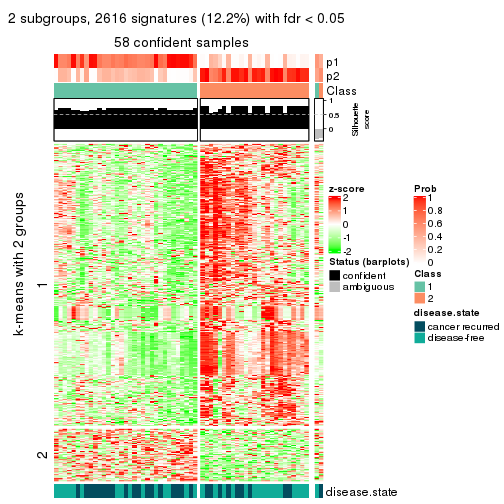 2 subgroups, 2616 signatures (12.2%) with fdr < 0.05
58 confident samples
p1
p2
Class
1
0.5
0
Silhouette
score
k-means with 2 groups
1
2
disease.state
z-score
2
1
0
-1
-2
Status (barplots)
confident
ambiguous
Prob
1
0.8
0.6
0.4
0.2
0
Class
1
2
disease.state
cancer recurred
disease-free